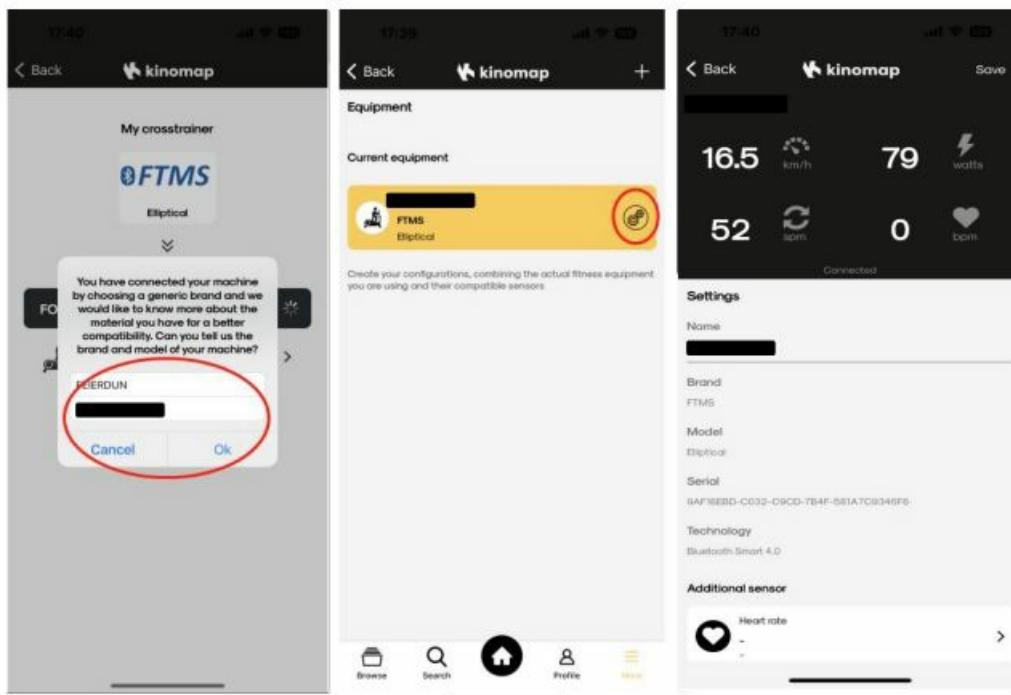 17:40
Back
kinomap
My crosstrainer
FTMS
Elliptical
You have connected your machine
by choosing a generic brand and we
would like to know more about the
material you have for a better
compatibility. Can you tell us the
brand and model of your machine?
FO
Cancel
Ok
17:39
Back
kinomap
+
Equipment
Current equipment
FTMS
Elliptical
Create your configurations, combining the actual fitness equipment
you are using and their compatible sensors
Browse
Search
Profile
More
17:40
Back
kinomap
Save
16.5
km/h
79
watts
52
spm
0
bpm
Connected
Settings
Name
Brand
FTMS
Model
Elliptical
Serial
Technology
Bluetooth Smart 4.0
Additional sensor
Heart rate
-
-